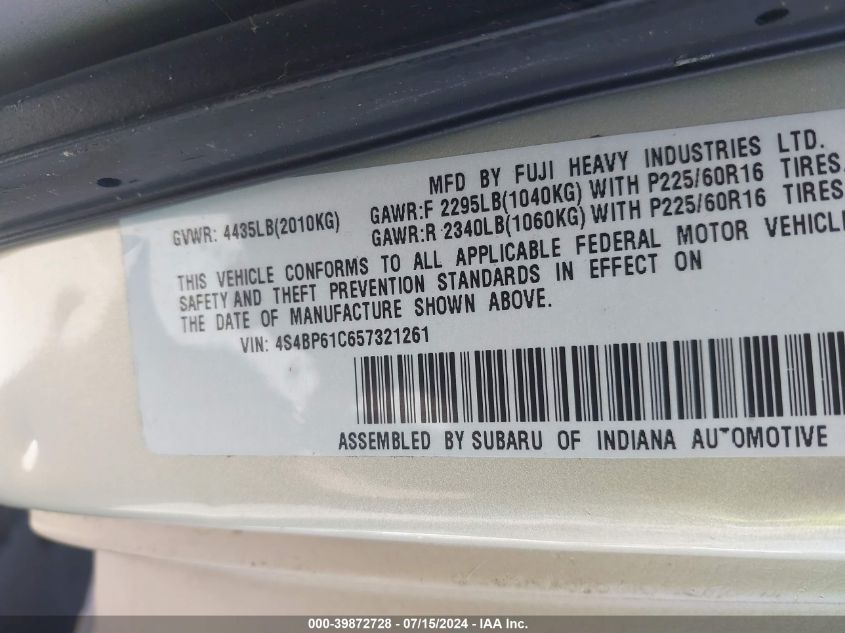 MFD BY FUJI HEAVY INDUSTRIES LTD.
GVWR: 4435LB(2010KG) GAWR:F 2295LB(1040KG) WITH P225/60R16 TIRES.
GAWR:R 2340LB(1060KG) WITH P225/60R16 TIRES
THIS VEHICLE CONFORMS TO ALL APPLICABLE FEDERAL MOTOR VEHICLE
SAFETY AND THEFT PREVENTION STANDARDS IN EFFECT ON
THE DATE OF MANUFACTURE SHOWN ABOVE.
VIN: 4S4BP61C657321261
ASSEMBLED BY SUBARU OF INDIANA AUTOMOTIVE
000-39872728 - 07/15/2024 - IAA Inc.